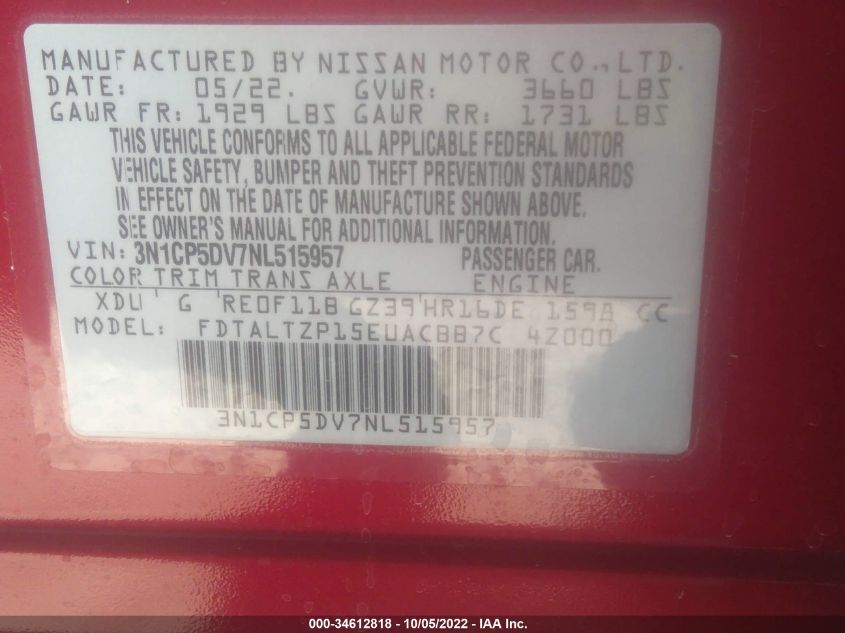 MANUFACTURED BY NISSAN MOTOR CO., LTD.
DATE: 05/22. GVWR: 3660 LBS
GAWR FR: 1929 LBS GAWR RR: 1731 LBS
THIS VEHICLE CONFORMS TO ALL APPLICABLE FEDERAL MOTOR
VEHICLE SAFETY, BUMPER AND THEFT PREVENTION STANDARDS
IN EFFECT ON THE DATE OF MANUFACTURE SHOWN ABOVE.
SEE OWNER'S MANUAL FOR ADDITIONAL INFORMATION.
VIN: 3N1CP5DV7NL515957 PASSENGER CAR.
COLOR TRIM TRANS AXLE ENGINE
XDU G RE0F11B GZ39 HR16DE 1598 CC
MODEL: FDTALTZP15EUACBB7C 42000
3N1CP5DV7NL515957
000-34612818 - 10/05/2022 - IAA Inc.